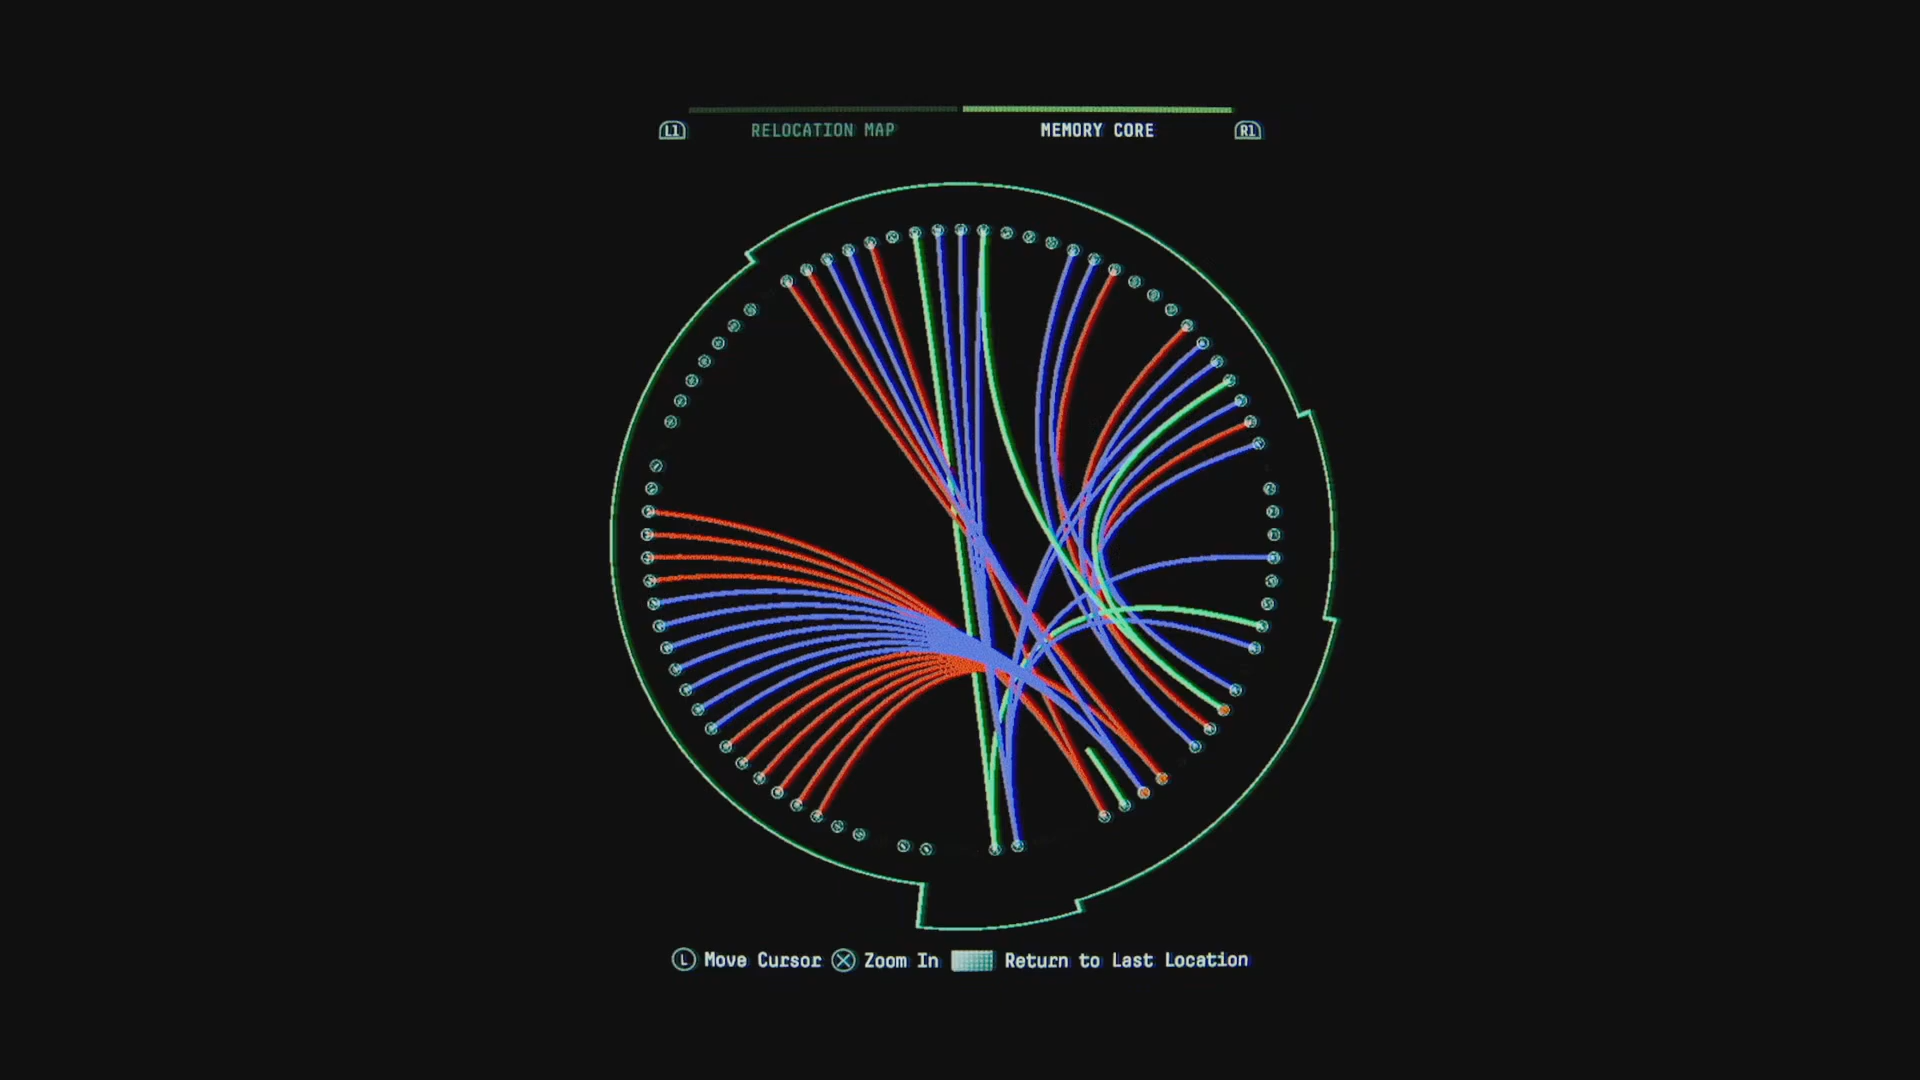 L1 RELOCATION MAP MEMORY CORE R1
L Move Cursor Zoom In Return to Last Location